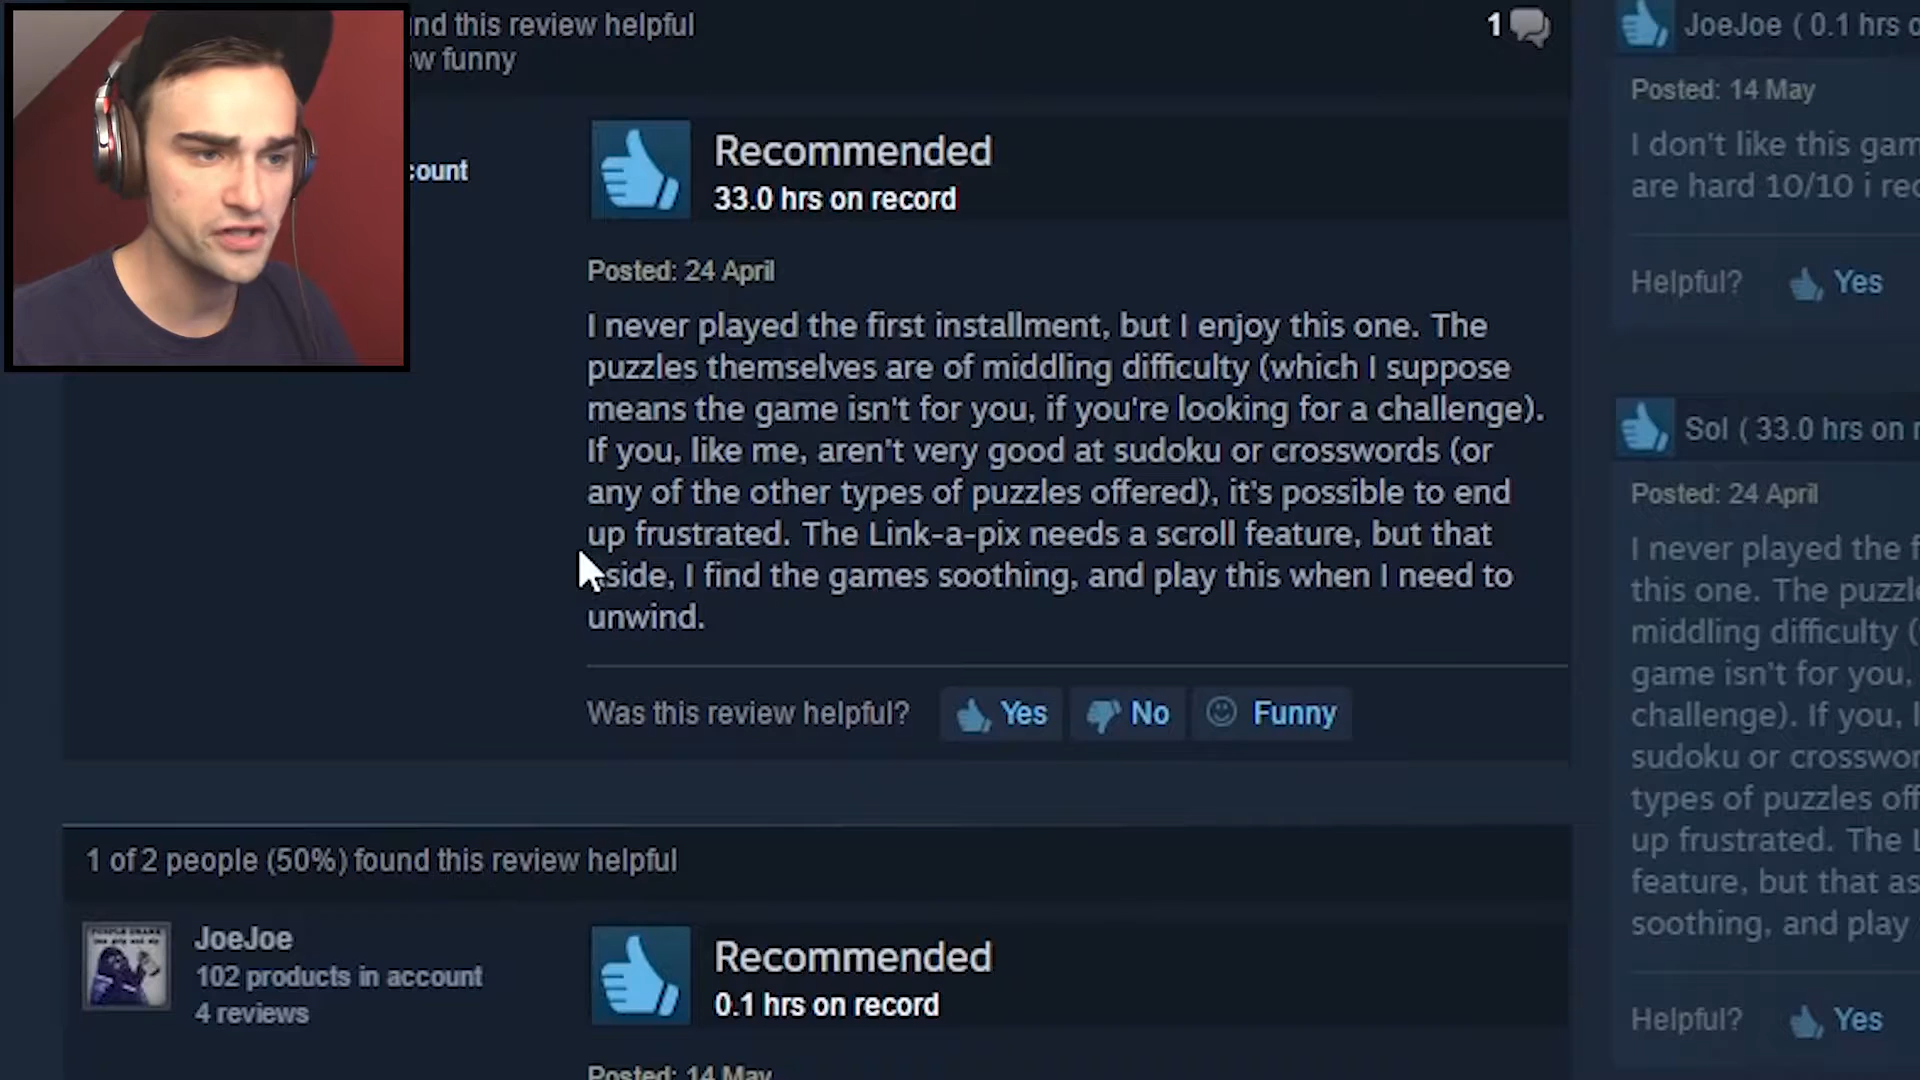 nd this review helpful
w funny
1
count
Recommended
33.0 hrs on record
Posted: 24 April
I never played the first installment, but I enjoy this one. The
puzzles themselves are of middling difficulty (which I suppose
means the game isn't for you, if you're looking for a challenge).
If you, like me, aren't very good at sudoku or crosswords (or
any of the other types of puzzles offered), it's possible to end
up frustrated. The Link-a-pix needs a scroll feature, but that
aside, I find the games soothing, and play this when I need to
unwind.
Was this review helpful? Yes No Funny
1 of 2 people (50%) found this review helpful
JoeJoe
102 products in account
4 reviews
Recommended
0.1 hrs on record
Posted: 14 May
JoeJoe ( 0.1 hrs o
Posted: 14 May
I don't like this gam
are hard 10/10 i rec
Helpful? Yes
Sol ( 33.0 hrs on r
Posted: 24 April
I never played the f
this one. The puzzle
middling difficulty (
game isn't for you,
challenge). If you, l
sudoku or crosswor
types of puzzles off
up frustrated. The L
feature, but that as
soothing, and play
Helpful? Yes